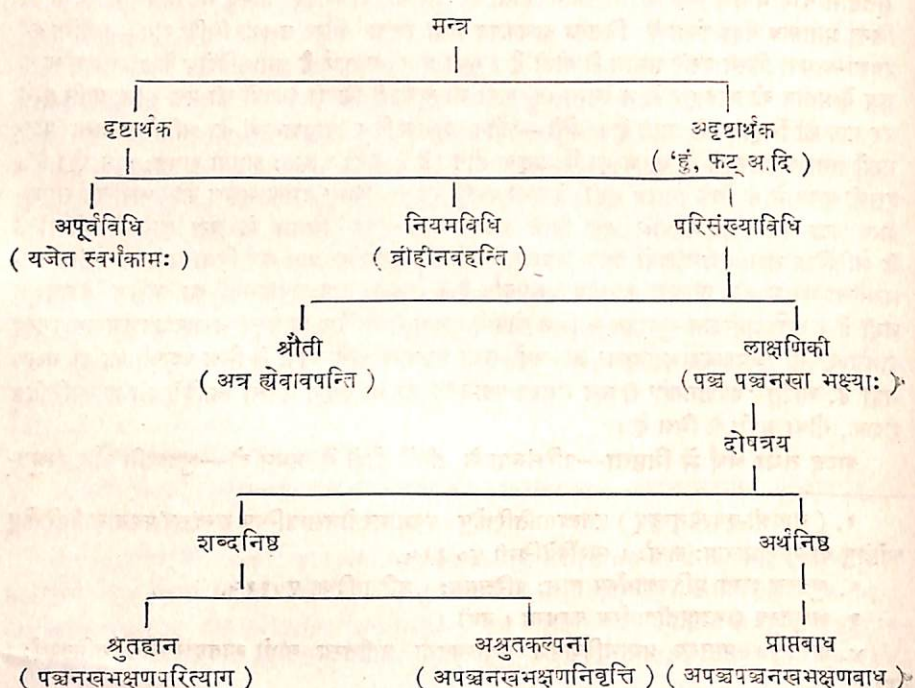 मन्त्र
दृष्टार्थक अदृष्टार्थक
( 'हुं, फट् अ.दि )
अपूर्वविधि नियमविधि परिसंख्याविधि
( यजेत स्वर्गकामः ) ( व्रीहीनवहन्ति )
श्रौती लाक्षणिकी
( अत्र ह्येवावपन्ति ) ( पञ्च पञ्चनखा भक्ष्याः )
दोषत्रय
शब्दनिष्ठ अर्थनिष्ठ
श्रुतहान अश्रुतकल्पना प्राप्तबाध
( पञ्चनखभक्षणपरित्याग ) ( अपञ्चनखभक्षणनिवृत्ति ) ( अपञ्चपञ्चनखभक्षणबाध )